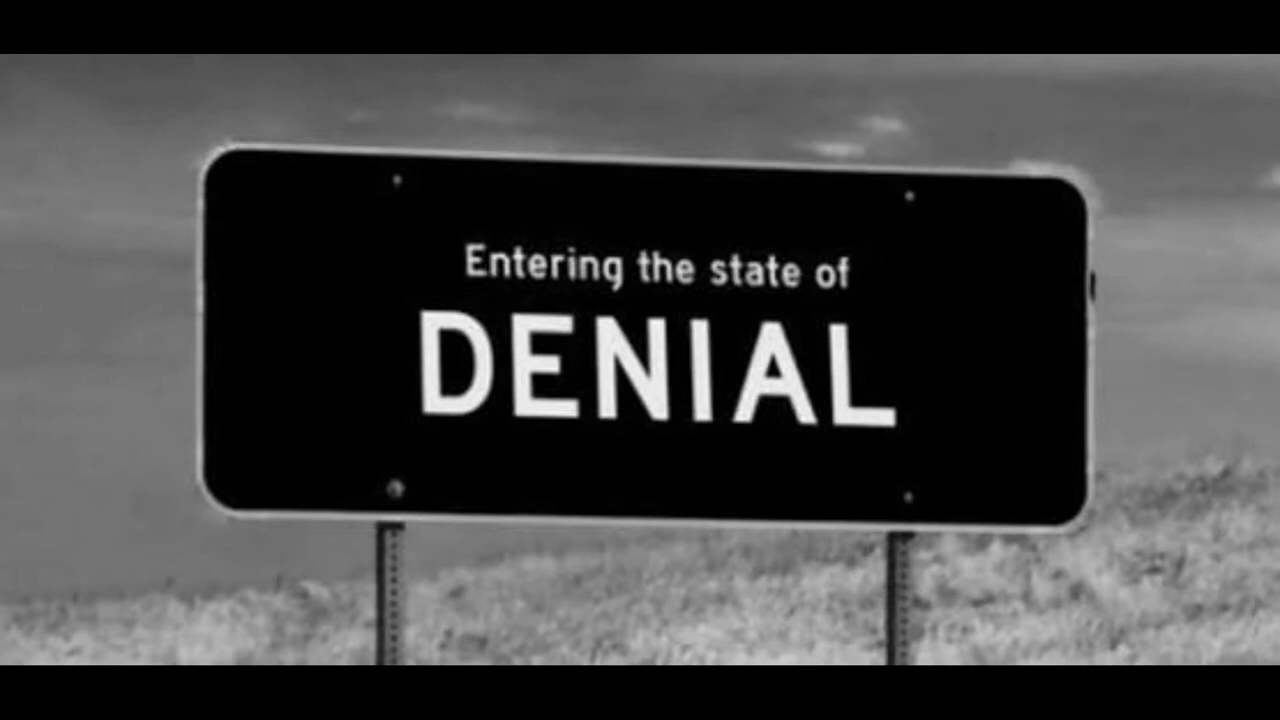 Entering the state of
DENIAL